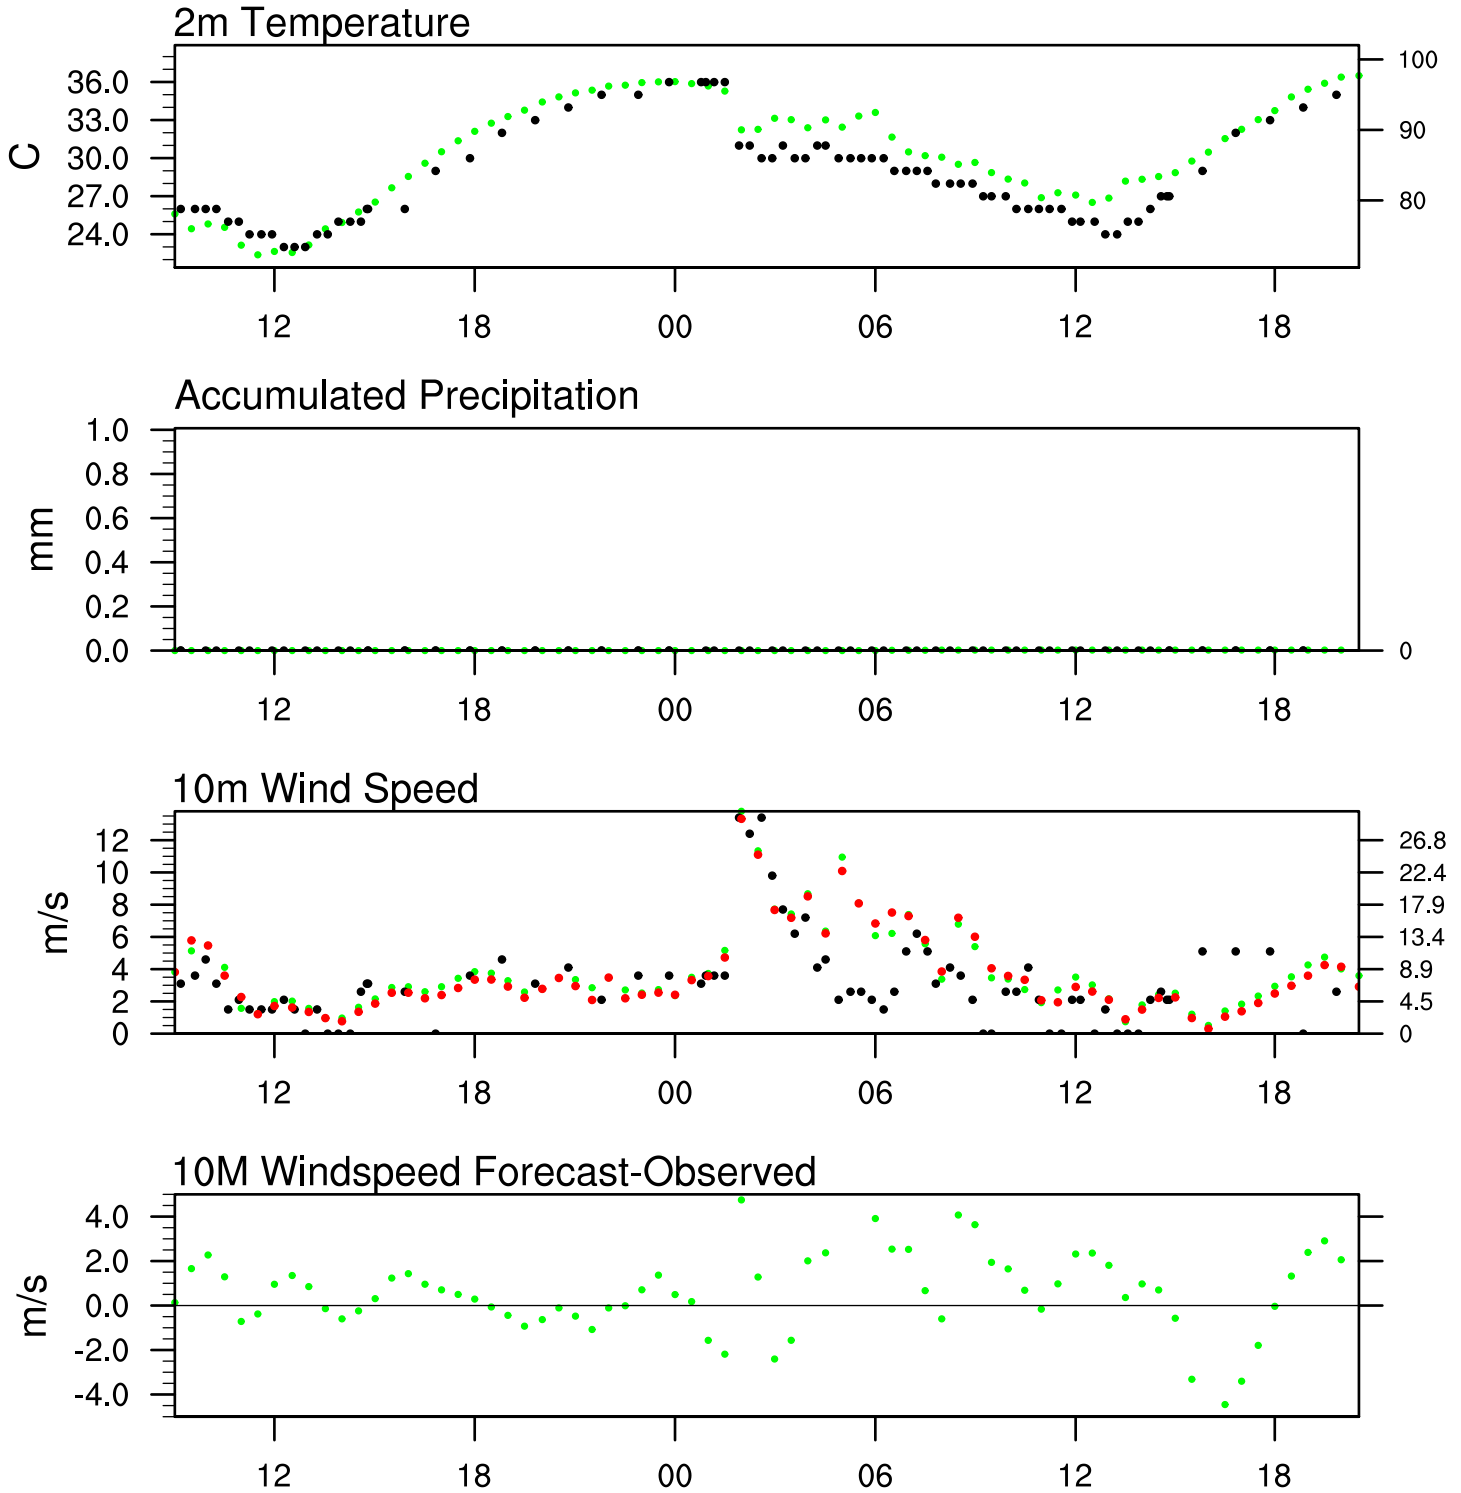 2m Temperature
36.0
33.0
30.0
27.0
24.0
C
100
90
80
12 18 00 06 12 18
Accumulated Precipitation
1.0
0.8
0.6
0.4
0.2
0.0
mm
0
12 18 00 06 12 18
10m Wind Speed
12
10
8
6
4
2
0
m/s
26.8
22.4
17.9
13.4
8.9
4.5
0
12 18 00 06 12 18
10M Windspeed Forecast-Observed
4.0
2.0
0.0
-2.0
-4.0
m/s
12 18 00 06 12 18